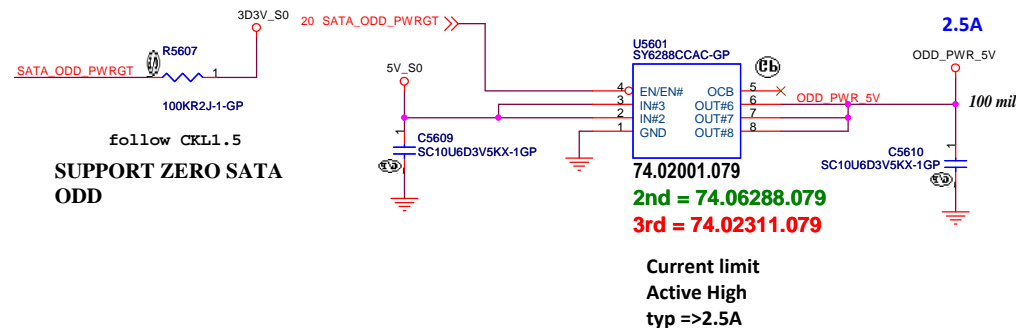 3D3V_S0
R5607
SATA_ODD_PWRGT
1
100KR2J-1-GP
follow CKL1.5
SUPPORT ZERO SATA
ODD
20 SATA_ODD_PWRGT
5V_S0
1
C5609
SC10U6D3V5KX-1GP
U5601
SY6288CCAC-GP
4 EN/EN# OCB 5
3 IN#3 OUT#6 6
2 IN#2 OUT#7 7
1 GND OUT#8 8
ODD_PWR_5V
74.02001.079
2nd = 74.06288.079
3rd = 74.02311.079
Current limit
Active High
typ =>2.5A
2.5A
ODD_PWR_5V
100 mil
1
C5610
SC10U6D3V5KX-1GP